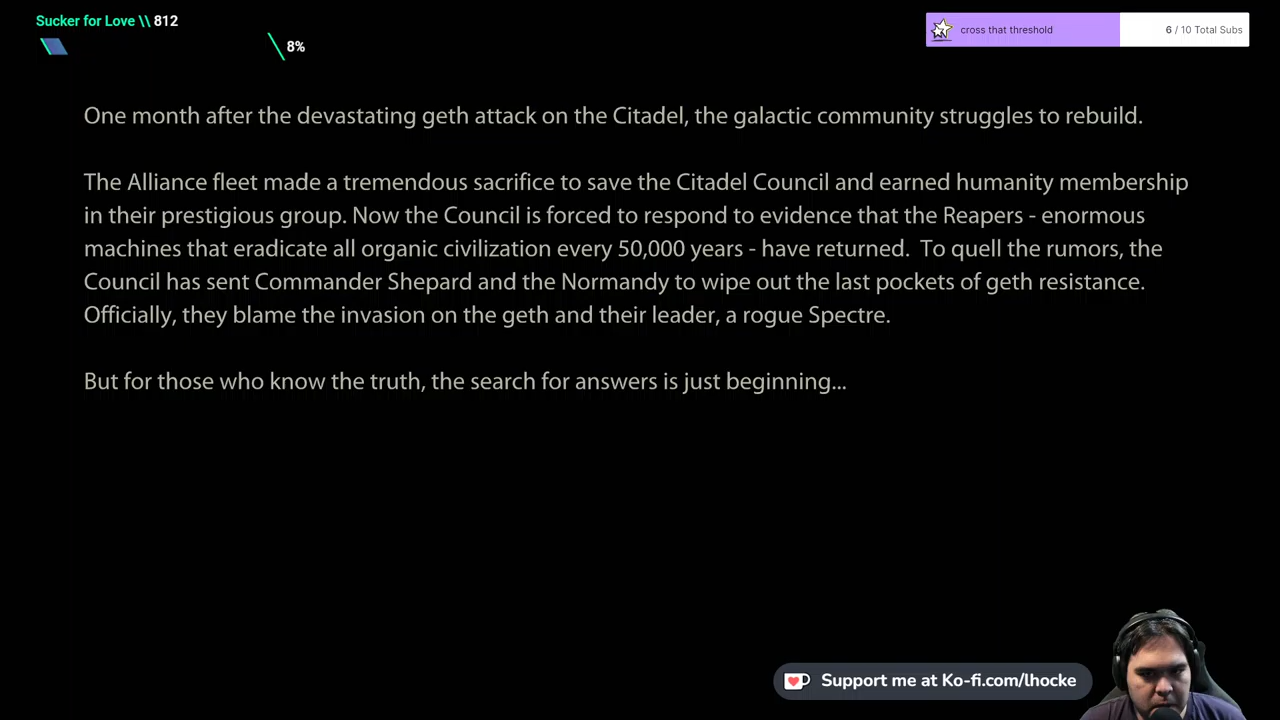 Sucker for Love \\ 812
8%
cross that threshold
6 / 10 Total Subs
One month after the devastating geth attack on the Citadel, the galactic community struggles to rebuild.
The Alliance fleet made a tremendous sacrifice to save the Citadel Council and earned humanity membership
in their prestigious group. Now the Council is forced to respond to evidence that the Reapers - enormous
machines that eradicate all organic civilization every 50,000 years - have returned.  To quell the rumors, the
Council has sent Commander Shepard and the Normandy to wipe out the last pockets of geth resistance.
Officially, they blame the invasion on the geth and their leader, a rogue Spectre.
But for those who know the truth, the search for answers is just beginning...
Support me at Ko-fi.com/lhocke